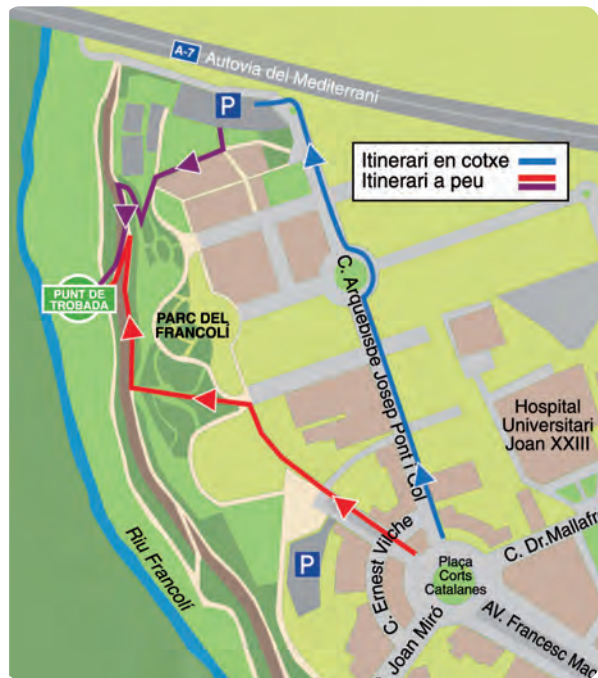 A-7 Autovia del Mediterrani
P
Itinerari en cotxe
Itinerari a peu
PUNT DE
TROBADA
PARC DEL
FRANCOLÍ
C. Arquebisbe Josep Pont i Gol
Hospital
Universitari
Joan XXIII
Riu Francolí
P
C. Ernest Vilche
Plaça
Corts
Catalanes
C. Dr. Mallafr
Joan Miró
AV. Francesc Mac